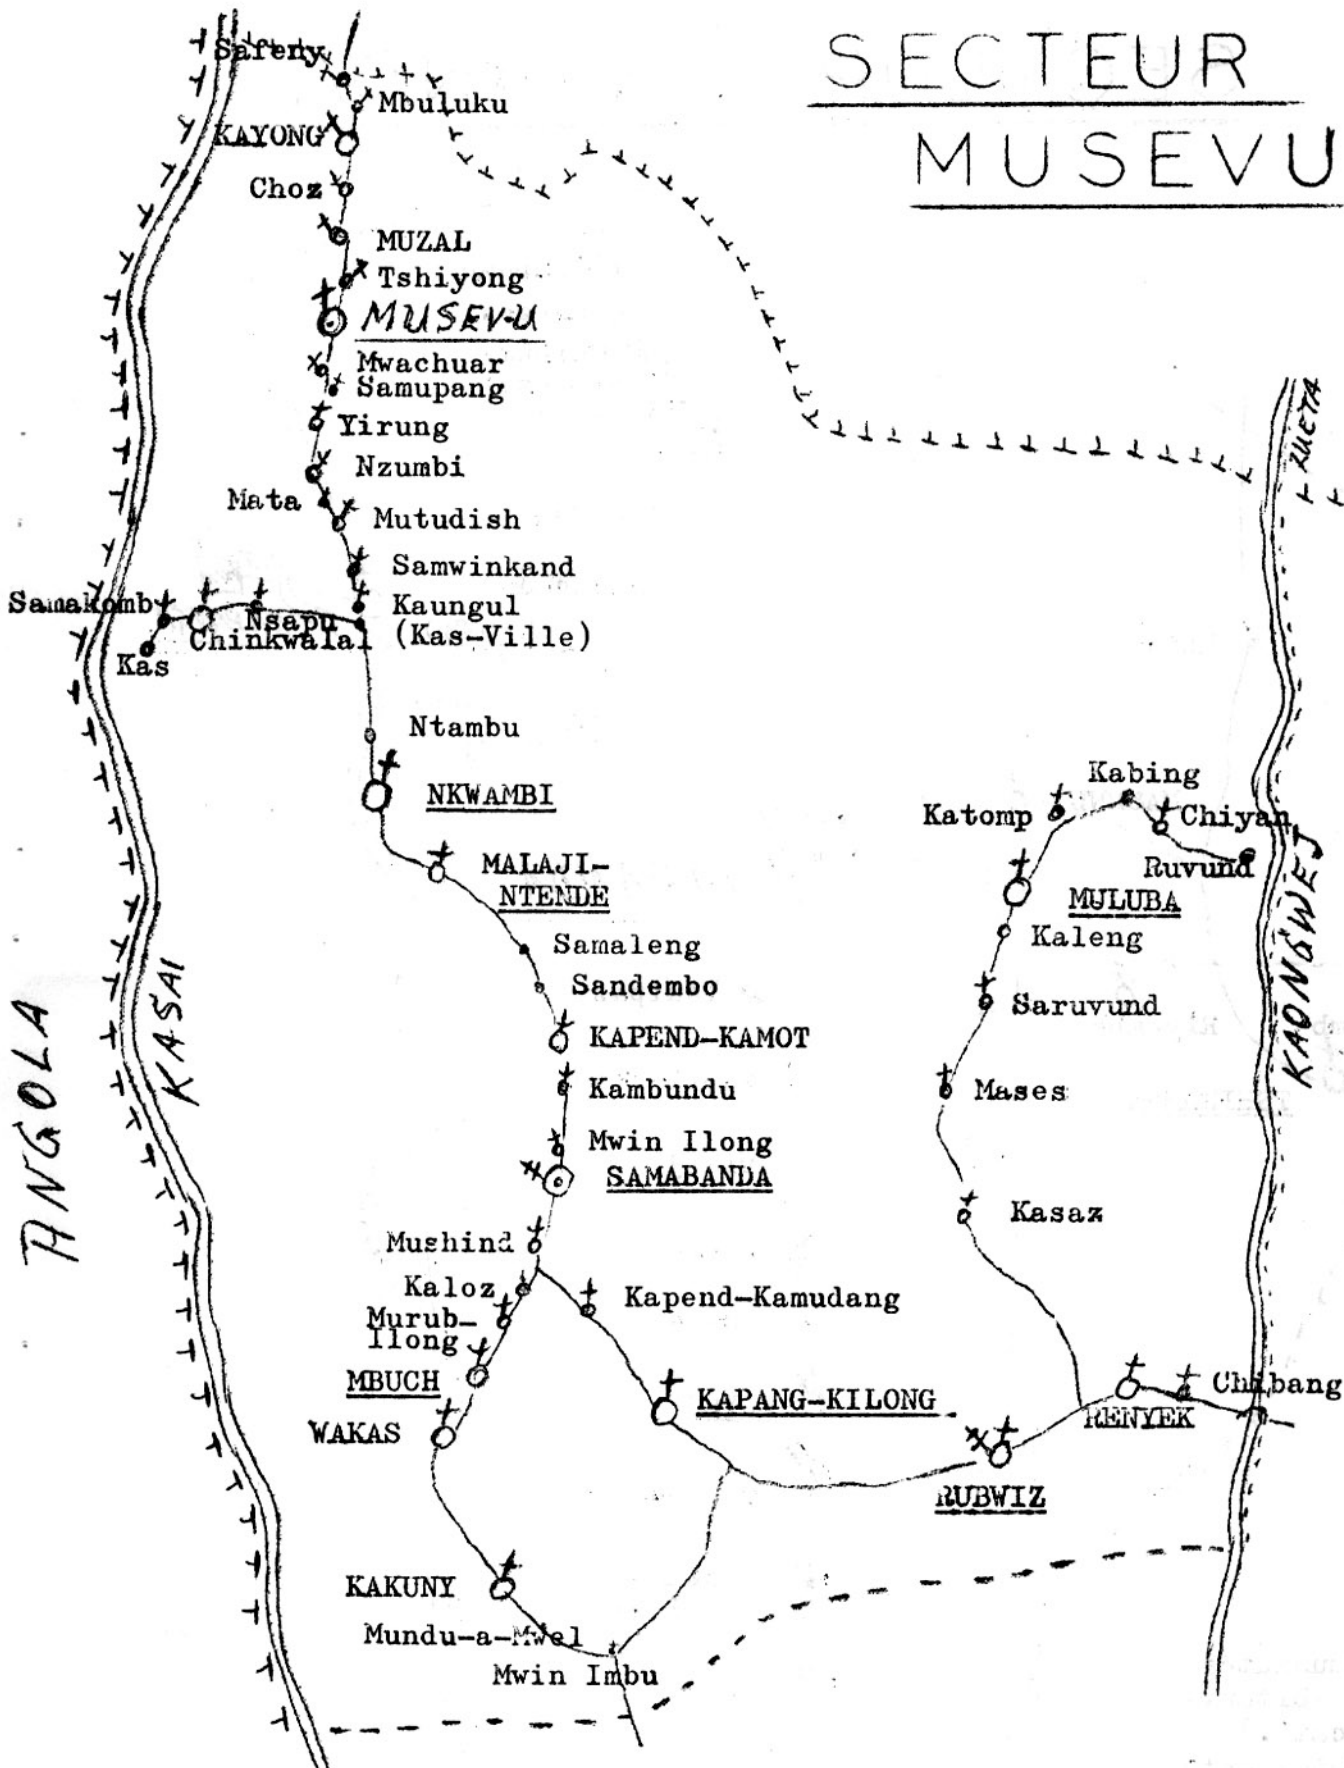 SECTEUR
MUSEVU
Safeny
Mbuluku
KAYONG
Choz
MUZAL
Tshiyong
MUSEVU
Mwachuar
Samupang
Yirung
Nzumbi
Mata
Mutudish
Samwinkand
Samakomb
Nsapu
Kaungul
Chinkwalal
(Kas-Ville)
Kas
Ntambu
NKWAMBI
MALAJI-
NTENDE
Samaleng
Sandembo
KAPEND-KAMOT
Kambundu
Mwin Ilong
SAMABANDA
Mushind
Kaloz
Murub-
Ilong
MBUCH
WAKAS
Kapend-Kamudang
KAPANG-KILONG
KAKUNY
Mundu-a-Mwel
Mwin Imbu
Kabing
Katomp
Chiyan
Ruvund
MULUBA
Kaleng
Saruvund
Mases
Kasaz
Chibang
RENYEK
RUBWIZ
ANGOLA
KASAI
KAONGWEJ